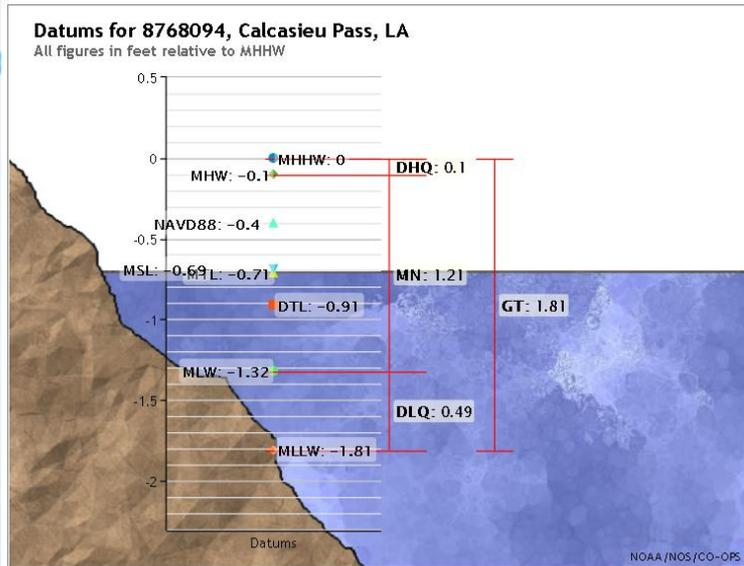 Datums for 8768094, Calcasieu Pass, LA
All figures in feet relative to MHHW
0.5
0
MHHW: 0
DHQ: 0.1
MHW: -0.1
NAVD88: -0.4
-0.5
MSL: -0.69
MTL: -0.71
MN: 1.21
DTL: -0.91
GT: 1.81
-1
MLW: -1.32
-1.5
DLQ: 0.49
MLLW: -1.81
-2
Datums
NOAA/NOS/CO-OPS